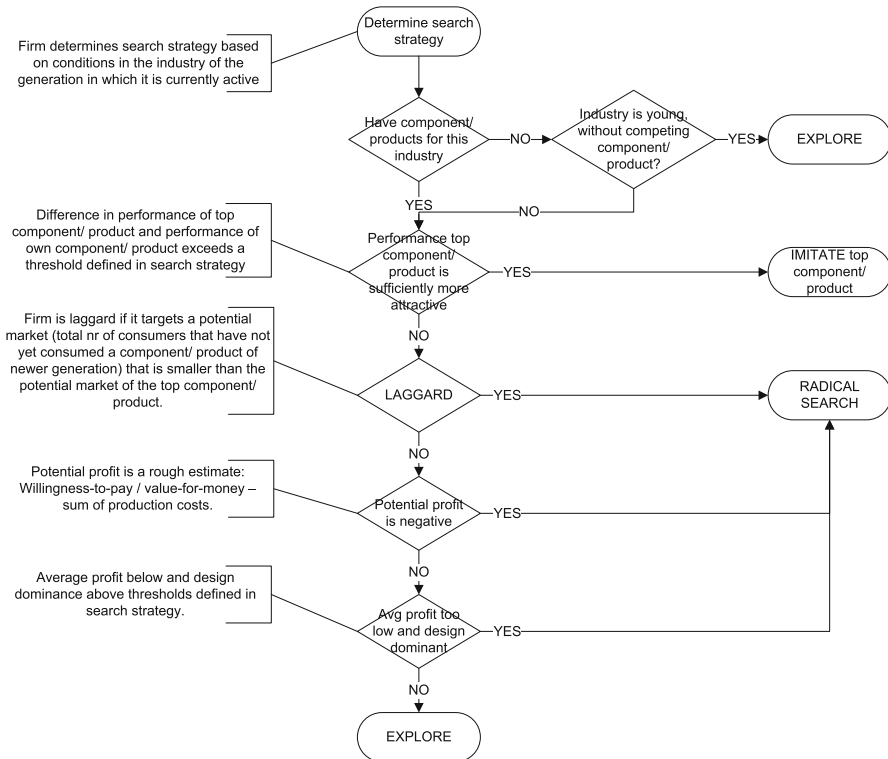 Determine search
strategy
Firm determines search strategy based
on conditions in the industry of the
generation in which it is currently active
Have component/
products for this
industry
NO
Industry is young,
without competing
component/
product?
YES
EXPLORE
YES
NO
Difference in performance of top
component/ product and performance of
own component/ product exceeds a
threshold defined in search strategy
Performance top
component/
product is
sufficiently more
attractive
YES
IMITATE top
component/
product
NO
Firm is laggard if it targets a potential
market (total nr of consumers that have not
yet consumed a component/ product of
newer generation) that is smaller than the
potential market of the top component/
product.
LAGGARD
YES
RADICAL
SEARCH
NO
Potential profit is a rough estimate:
Willingness-to-pay / value-for-money –
sum of production costs.
Potential profit
is negative
YES
NO
Average profit below and design
dominance above thresholds defined in
search strategy.
Avg profit too
low and design
dominant
YES
NO
EXPLORE